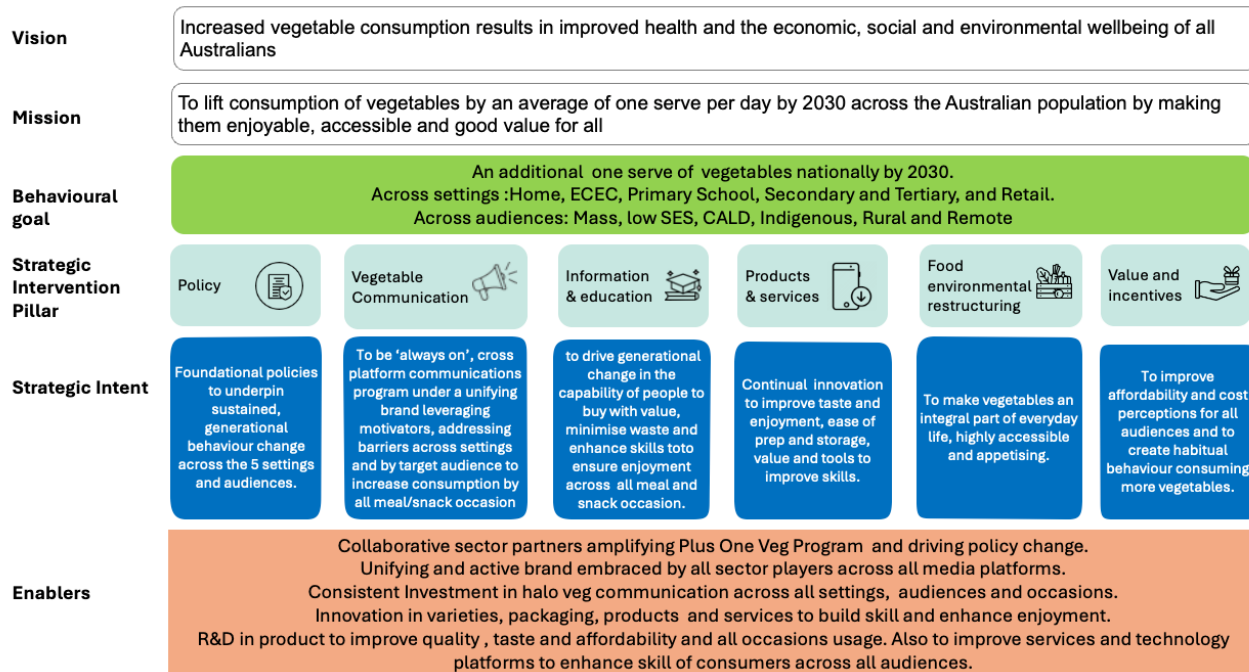 Vision
Increased vegetable consumption results in improved health and the economic, social and environmental wellbeing of all
Australians
Mission
To lift consumption of vegetables by an average of one serve per day by 2030 across the Australian population by making
them enjoyable, accessible and good value for all
Behavioural
goal
An additional one serve of vegetables nationally by 2030.
Across settings :Home, ECEC, Primary School, Secondary and Tertiary, and Retail.
Across audiences: Mass, low SES, CALD, Indigenous, Rural and Remote
Strategic
Intervention
Pillar
Policy
Vegetable
Communication
Information
& education
Products
& services
Food
environmental
restructuring
Value and
incentives
Strategic Intent
Foundational policies
to underpin
sustained,
generational
behaviour change
across the 5 settings
and audiences.
To be ‘always on’, cross
platform communications
program under a unifying
brand leveraging
motivators, addressing
barriers across settings
and by target audience to
increase consumption by
all meal/snack occasion
to drive generational
change in the
capability of people to
buy with value,
minimise waste and
enhance skills toto
ensure enjoyment
across all meal and
snack occasion.
Continual innovation
to improve taste and
enjoyment, ease of
prep and storage,
value and tools to
improve skills.
To make vegetables an
integral part of everyday
life, highly accessible
and appetising.
To improve
affordability and cost
perceptions for all
audiences and to
create habitual
behaviour consuming
more vegetables.
Enablers
Collaborative sector partners amplifying Plus One Veg Program and driving policy change.
Unifying and active brand embraced by all sector players across all media platforms.
Consistent Investment in halo veg communication across all settings, audiences and occasions.
Innovation in varieties, packaging, products and services to build skill and enhance enjoyment.
R&D in product to improve quality , taste and affordability and all occasions usage. Also to improve services and technology
platforms to enhance skill of consumers across all audiences.